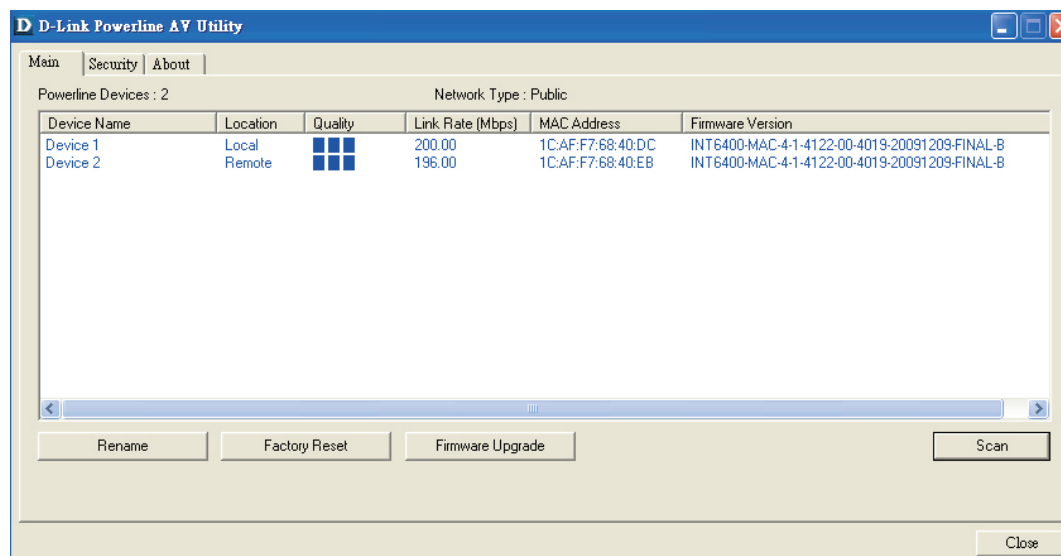 D D-Link Powerline AV Utility
Main Security About
Powerline Devices : 2 Network Type : Public
Device Name Location Quality Link Rate (Mbps) MAC Address Firmware Version
Device 1 Local 200.00 1C:AF:F7:68:40:DC INT6400-MAC-4-1-4122-00-4019-20091209-FINAL-B
Device 2 Remote 196.00 1C:AF:F7:68:40:EB INT6400-MAC-4-1-4122-00-4019-20091209-FINAL-B
Rename Factory Reset Firmware Upgrade Scan
Close